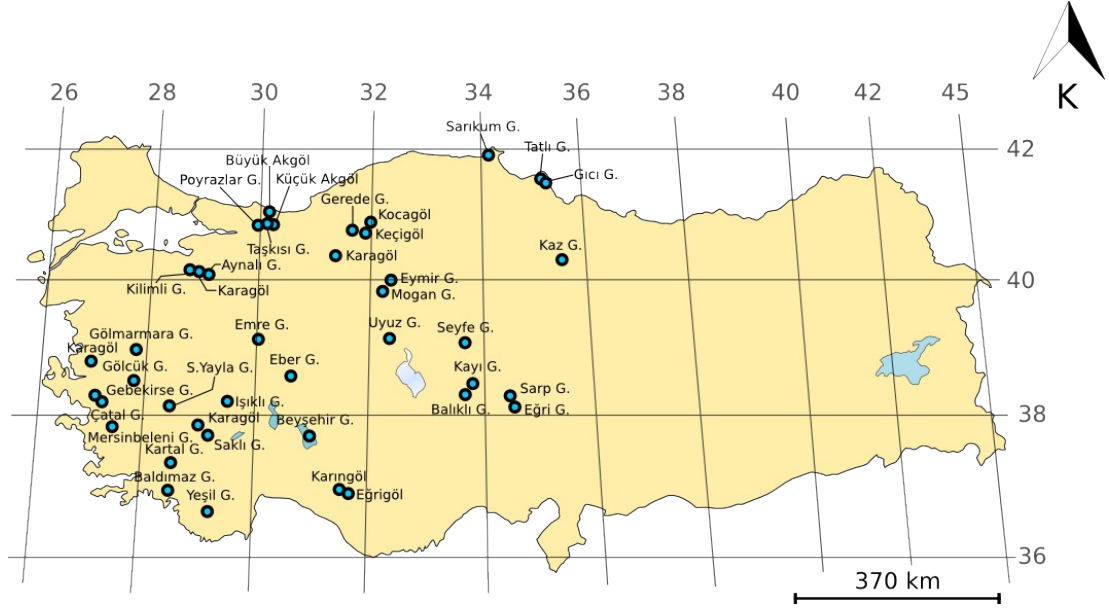 26 28 30 32 34 36 38 40 42 45
K
Sarıkum G.
42
Tatlı G.
Büyük Akgöl
Gıcı G.
Poyrazlar G.
Küçük Akgöl
Gerede G.
Kocagöl
Keçigöl
Taşkısı G.
Kaz G.
Karagöl
Aynalı G.
Eymir G.
40
Kilimli G.
Karagöl
Mogan G.
Emre G.
Uyuz G.
Seyfe G.
Gölmarmara G.
Karagöl
Eber G.
Gölcük G.
S.Yayla G.
Kayı G.
Gebekirse G.
Sarp G.
Işıklı G.
Balıklı G.
Eğri G.
Çatal G.
Karagöl
Beyşehir G.
38
Mersinbeleni G.
Saklı G.
Kartal G.
Baldımaz G.
Karıngöl
Yeşil G.
Eğrigöl
36
370 km